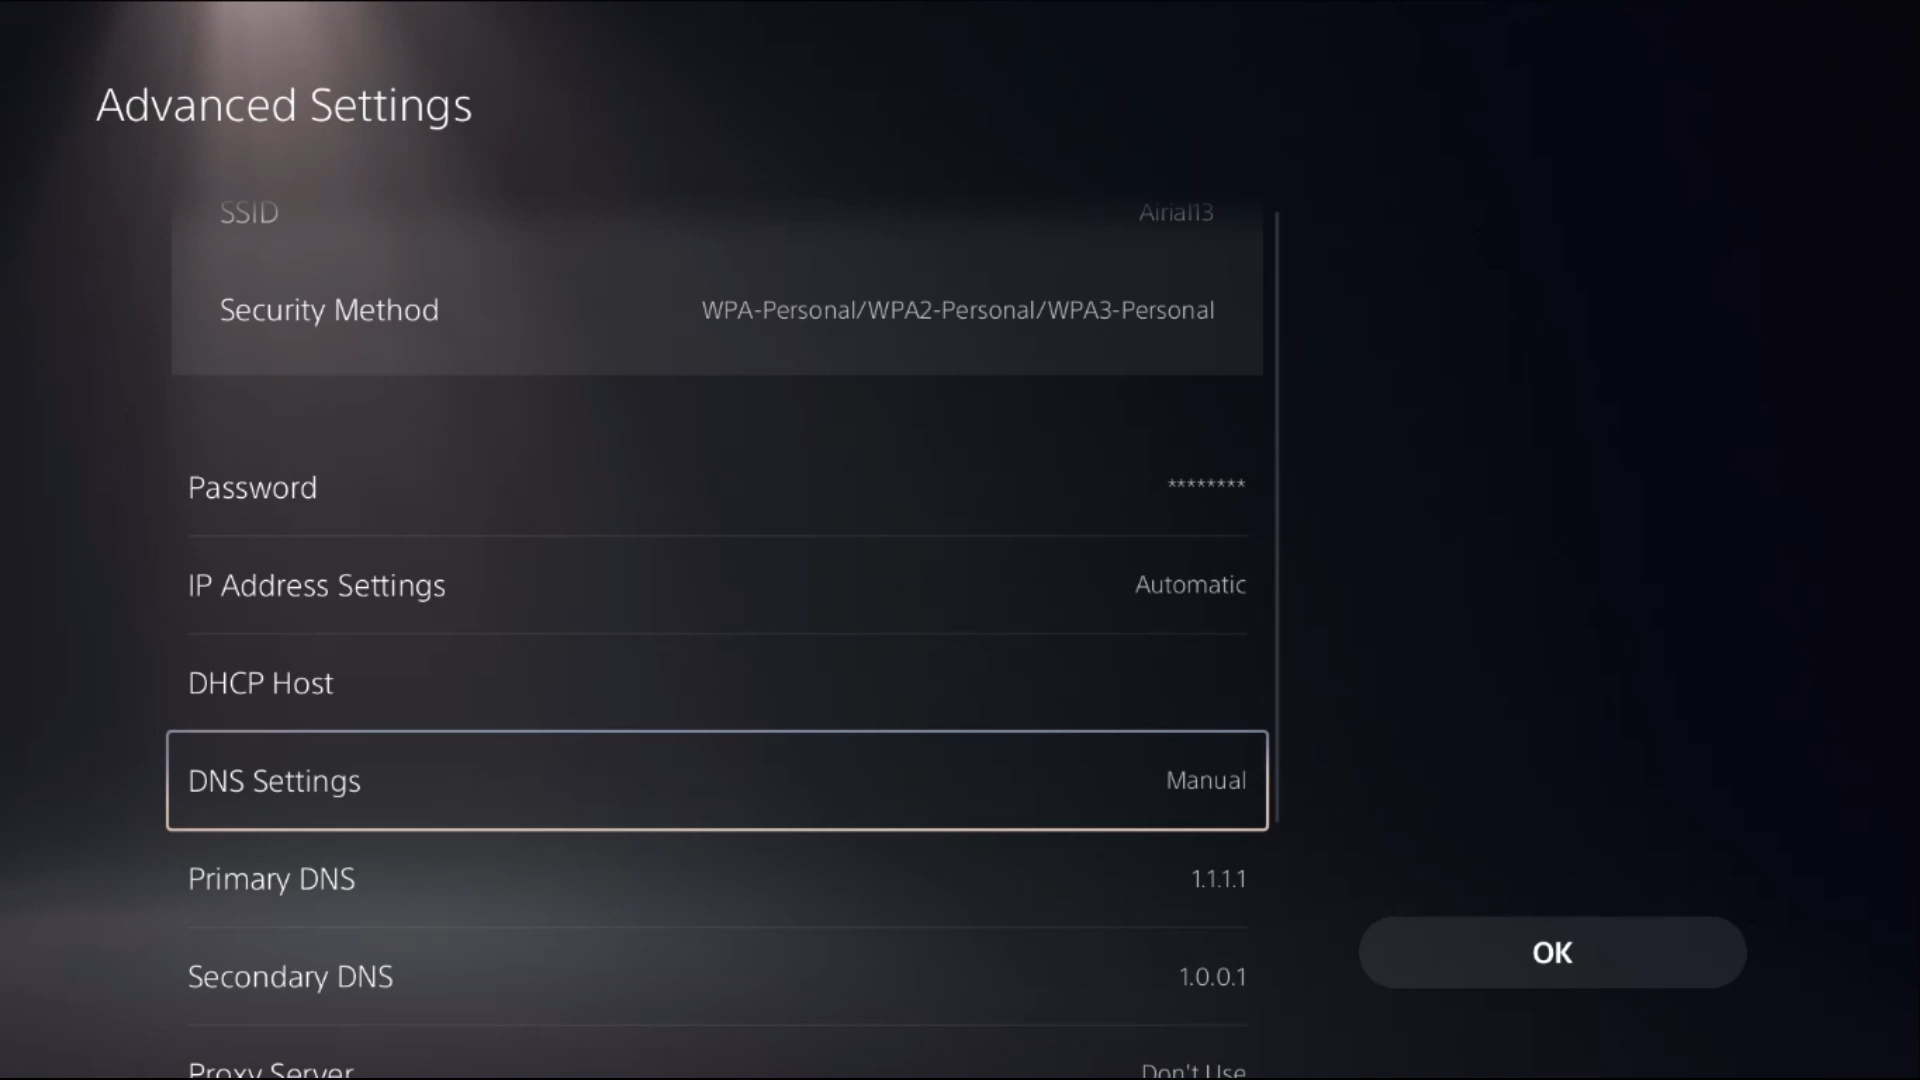 Advanced Settings
SSID Airial13
Security Method WPA-Personal/WPA2-Personal/WPA3-Personal
Password ********
IP Address Settings Automatic
DHCP Host
DNS Settings Manual
Primary DNS 1.1.1.1
Secondary DNS 1.0.0.1
OK
Proxy Server Don't Use